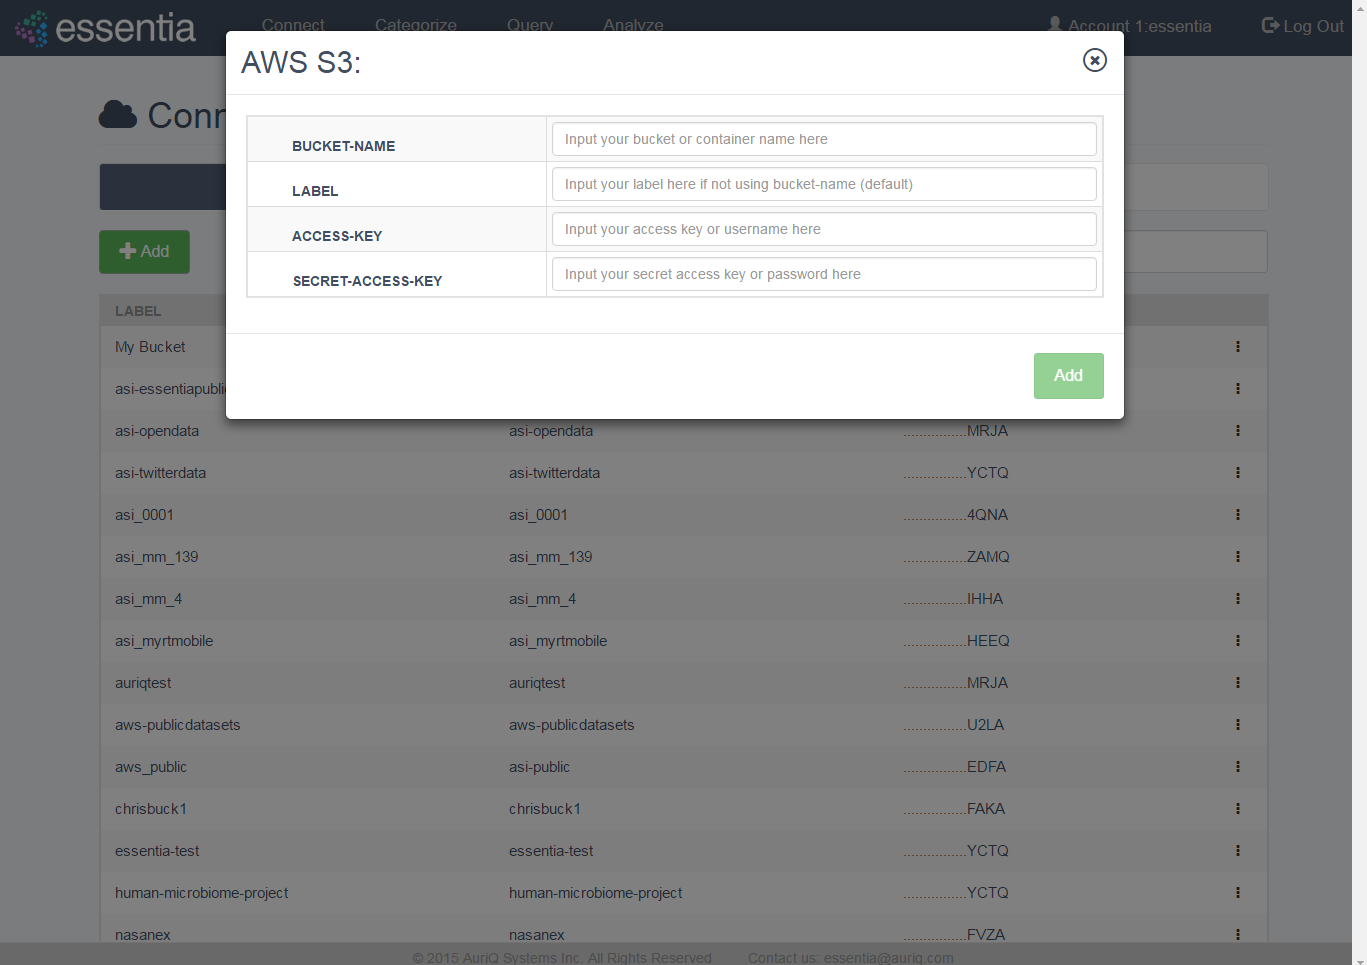 essentia Connect Categorize Query Analyze Account 1:essentia Log Out
AWS S3:
Conn
BUCKET-NAME Input your bucket or container name here
LABEL Input your label here if not using bucket-name (default)
ACCESS-KEY Input your access key or username here
SECRET-ACCESS-KEY Input your secret access key or password here
Add
Add
LABEL
My Bucket
asi-essentiapubli
asi-opendata asi-opendata ................MRJA
asi-twitterdata asi-twitterdata ................YCTQ
asi_0001 asi_0001 ................4QNA
asi_mm_139 asi_mm_139 ................ZAMQ
asi_mm_4 asi_mm_4 ................IHHA
asi_myrtmobile asi_myrtmobile ................HEEQ
auriqtest auriqtest ................MRJA
aws-publicdatasets aws-publicdatasets ................U2LA
aws_public asi-public ................EDFA
chrisbuck1 chrisbuck1 ................FAKA
essentia-test essentia-test ................YCTQ
human-microbiome-project human-microbiome-project ................YCTQ
nasanex nasanex ................FVZA
© 2015 AuriQ Systems Inc. All Rights Reserved Contact us: essentia@auriq.com